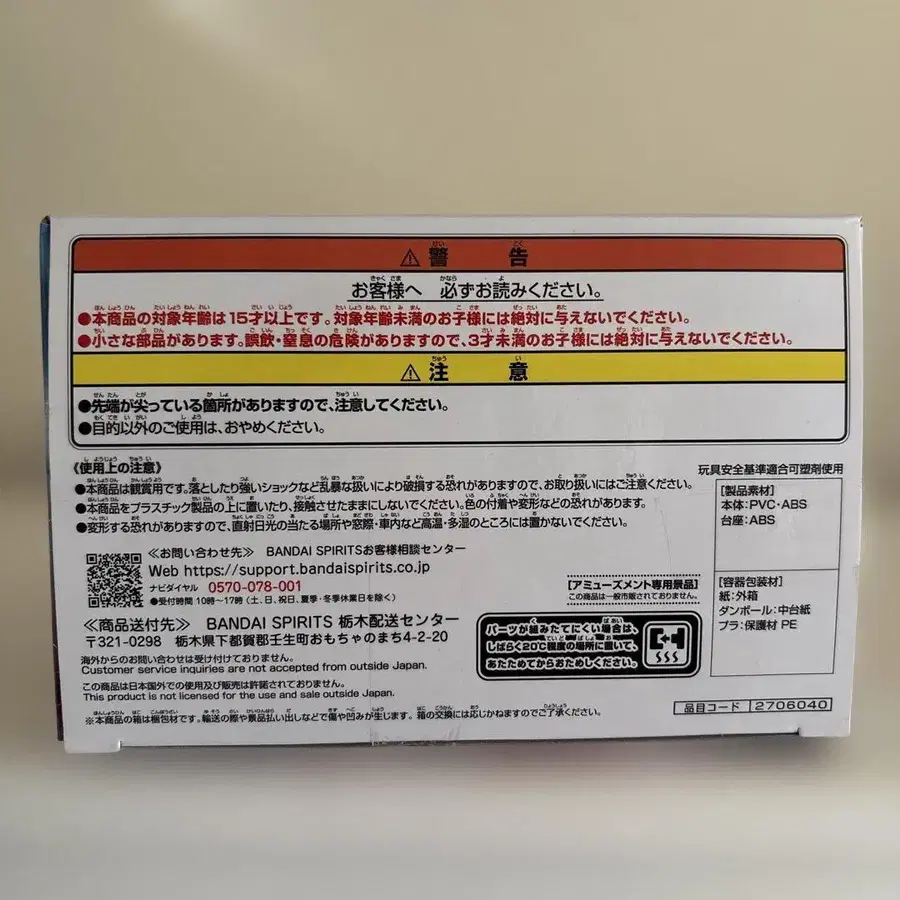 ⚠警告
お客様へ 必ずお読みください。
●本商品の対象年齢は15才以上です。対象年齢未満のお子様には絶対に与えないでください。
●小さな部品があります。誤飲・窒息の危険がありますので、3才未満のお子様には絶対に与えないでください。
⚠注意
●先端が尖っている箇所がありますので、注意してください。
●目的以外のご使用は、おやめください。
《使用上の注意》
●本商品は観賞用です。落としたり強いショックなど乱暴な扱いにより破損する恐れがありますので、お取り扱いにはご注意ください。
●本商品をプラスチック製品の上に置いたり、接触させたままにしないでください。色の付着や変形などの恐れがあります。
●変形する恐れがありますので、直射日光の当たる場所や窓際・車内など高温・多湿のところには置かないでください。
玩具安全基準適合可塑剤使用
[製品素材]
本体:PVC・ABS
台座:ABS
[容器包装材]
紙:外箱
ダンボール:中台紙
プラ:保護材 PE
≪お問い合わせ先≫ BANDAI SPIRITSお客様相談センター
Web https://support.bandaispirits.co.jp
ナビダイヤル 0570-078-001
●受付時間 10時〜17時(土、日、祝日、夏季・冬季休業日を除く)
≪商品送付先≫ BANDAI SPIRITS 栃木配送センター
〒321-0298 栃木県下都賀郡壬生町おもちゃのまち4-2-20
[アミューズメント専用景品]
この商品は一般市販されていません。
パーツが組みたてにくい場合は、
しばらく20℃程度の場所に置いて、
あたためてからおためしください。
海外からのお問い合わせは受け付けておりません。
Customer service inquiries are not accepted from outside Japan.
この商品は日本国外での使用及び販売は許諾されておりません。
This product is not licensed for the use and sale outside Japan.
※本商品の箱は梱包材です。輸送の際や景品払い出しなどで傷や凹みが生じます。箱の交換には応じかねますのでご了承ください。
品目コード 2706040